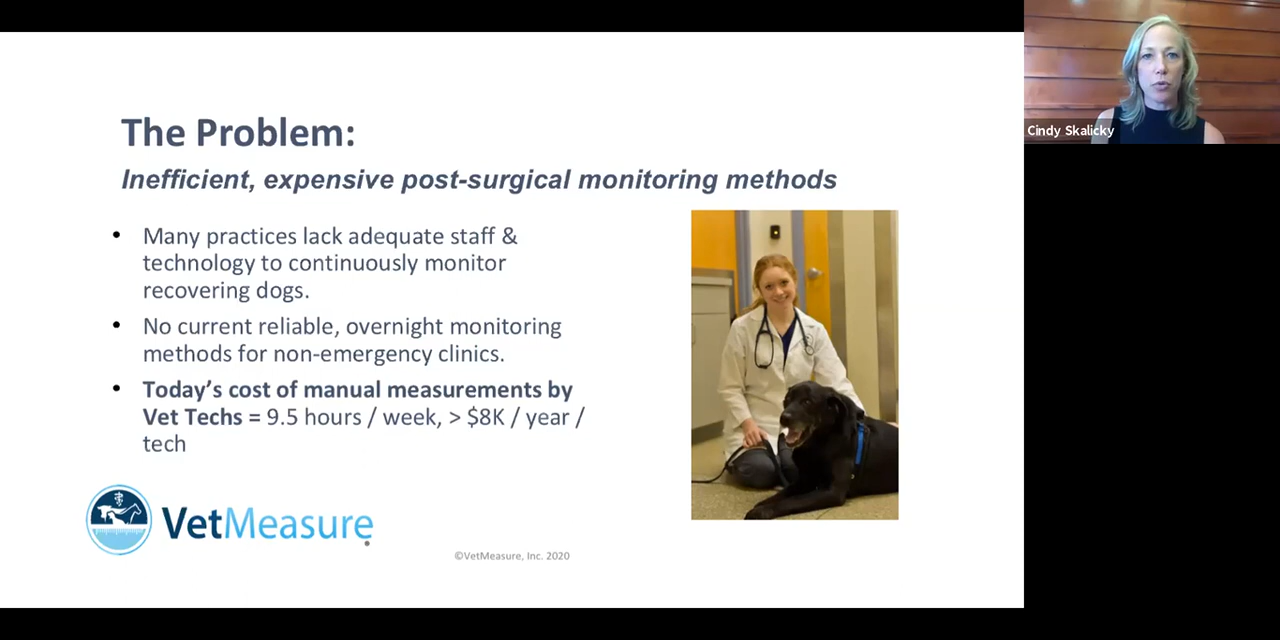 The Problem:
Inefficient, expensive post-surgical monitoring methods
• Many practices lack adequate staff &
technology to continuously monitor
recovering dogs.
• No current reliable, overnight monitoring
methods for non-emergency clinics.
• Today’s cost of manual measurements by
Vet Techs = 9.5 hours / week, > $8K / year /
tech
VetMeasure
©VetMeasure, Inc. 2020
Cindy Skalicky